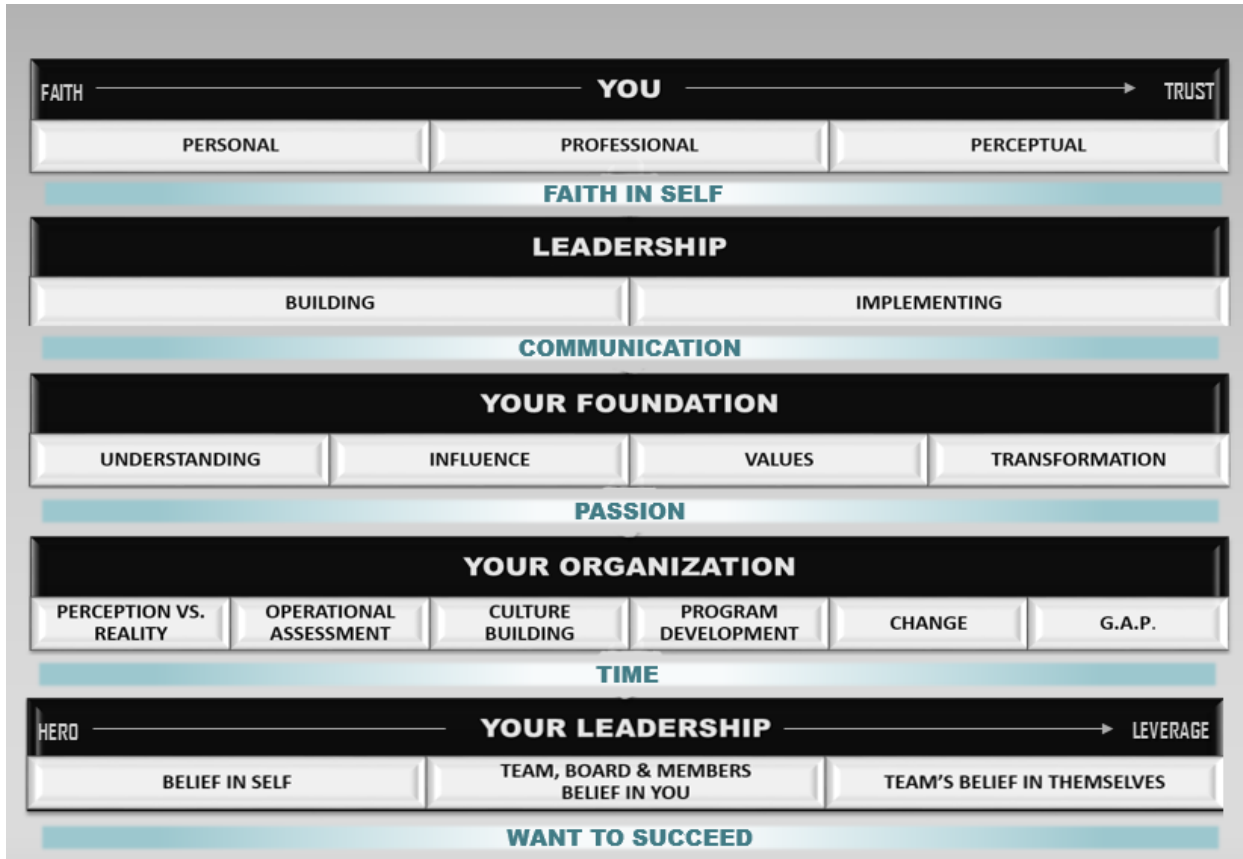 FAITH YOU TRUST
PERSONAL PROFESSIONAL PERCEPTUAL
FAITH IN SELF
LEADERSHIP
BUILDING IMPLEMENTING
COMMUNICATION
YOUR FOUNDATION
UNDERSTANDING INFLUENCE VALUES TRANSFORMATION
PASSION
YOUR ORGANIZATION
PERCEPTION VS.
REALITY
OPERATIONAL
ASSESSMENT
CULTURE
BUILDING
PROGRAM
DEVELOPMENT
CHANGE
G.A.P.
TIME
HERO YOUR LEADERSHIP LEVERAGE
BELIEF IN SELF
TEAM, BOARD & MEMBERS
BELIEF IN YOU
TEAM’S BELIEF IN THEMSELVES
WANT TO SUCCEED